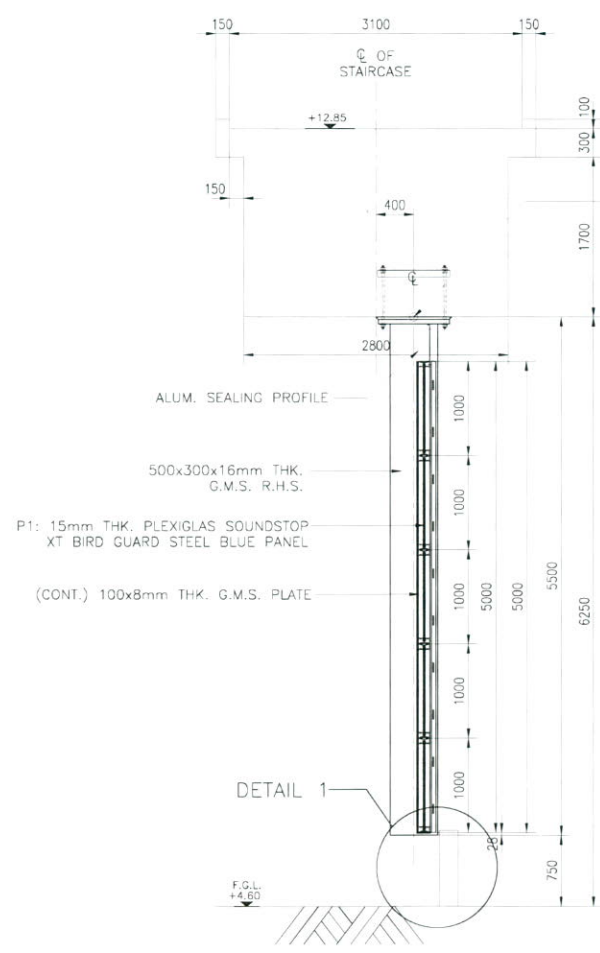 150
3100
150
℄ OF
STAIRCASE
+12.85
100
300
150
400
1700
℄
2800
ALUM. SEALING PROFILE
1000
500x300x16mm THK.
G.M.S. R.H.S.
1000
P1: 15mm THK. PLEXIGLAS SOUNDSTOP
XT BIRD GUARD STEEL BLUE PANEL
(CONT.) 100x8mm THK. G.M.S. PLATE
1000
5000
5000
5500
6250
1000
1000
DETAIL 1
750
F.G.L.
+4.60